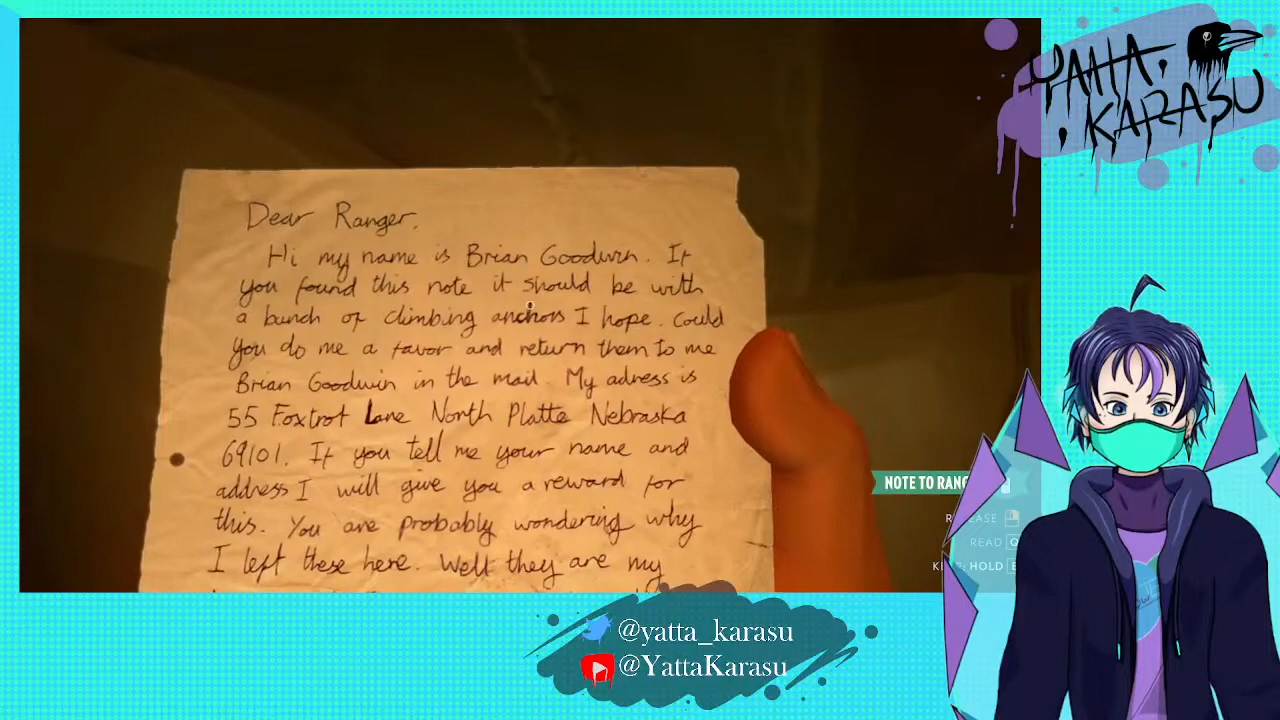 YATTA.
KARASU
Dear Ranger,
Hi my name is Brian Goodwin. If
you found this note it should be with
a bunch of climbing anchors I hope. Could
you do me a favor and return them to me
Brian Goodwin in the mail. My adress is
55 Foxtrot Lane North Platte Nebraska
69101. If you tell me your name and
address I will give you a reward for
this. You are probably wondering why
I left these here. Well they are my
NOTE TO RANG
READ Q
HOLD E
@yatta_karasu
@YattaKarasu